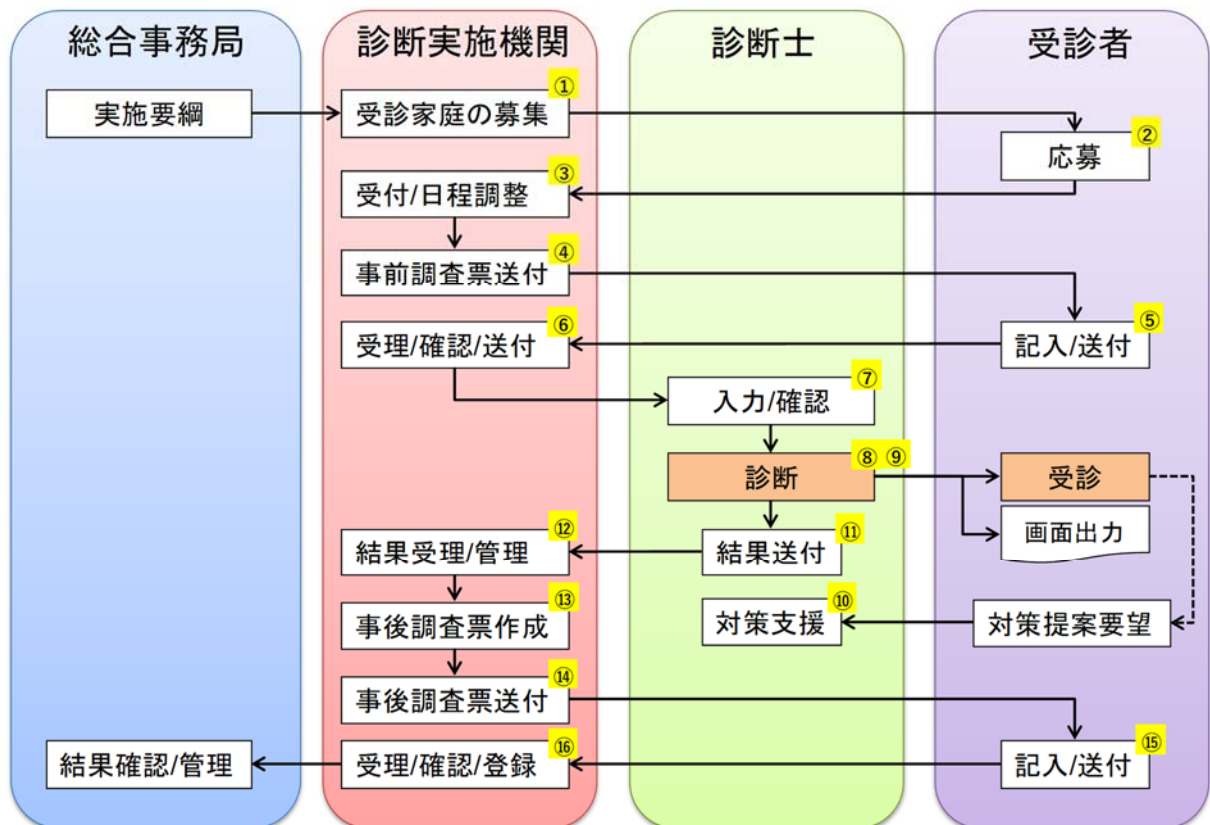 総合事務局
診断実施機関
診断士
受診者
実施要綱
受診家庭の募集
①
応募
②
受付/日程調整
③
事前調査票送付
④
受理/確認/送付
⑥
記入/送付
⑤
入力/確認
⑦
診断
⑧ ⑨
受診
画面出力
結果受理/管理
⑫
結果送付
⑪
事後調査票作成
⑬
対策支援
⑩
対策提案要望
事後調査票送付
⑭
結果確認/管理
受理/確認/登録
⑯
記入/送付
⑮